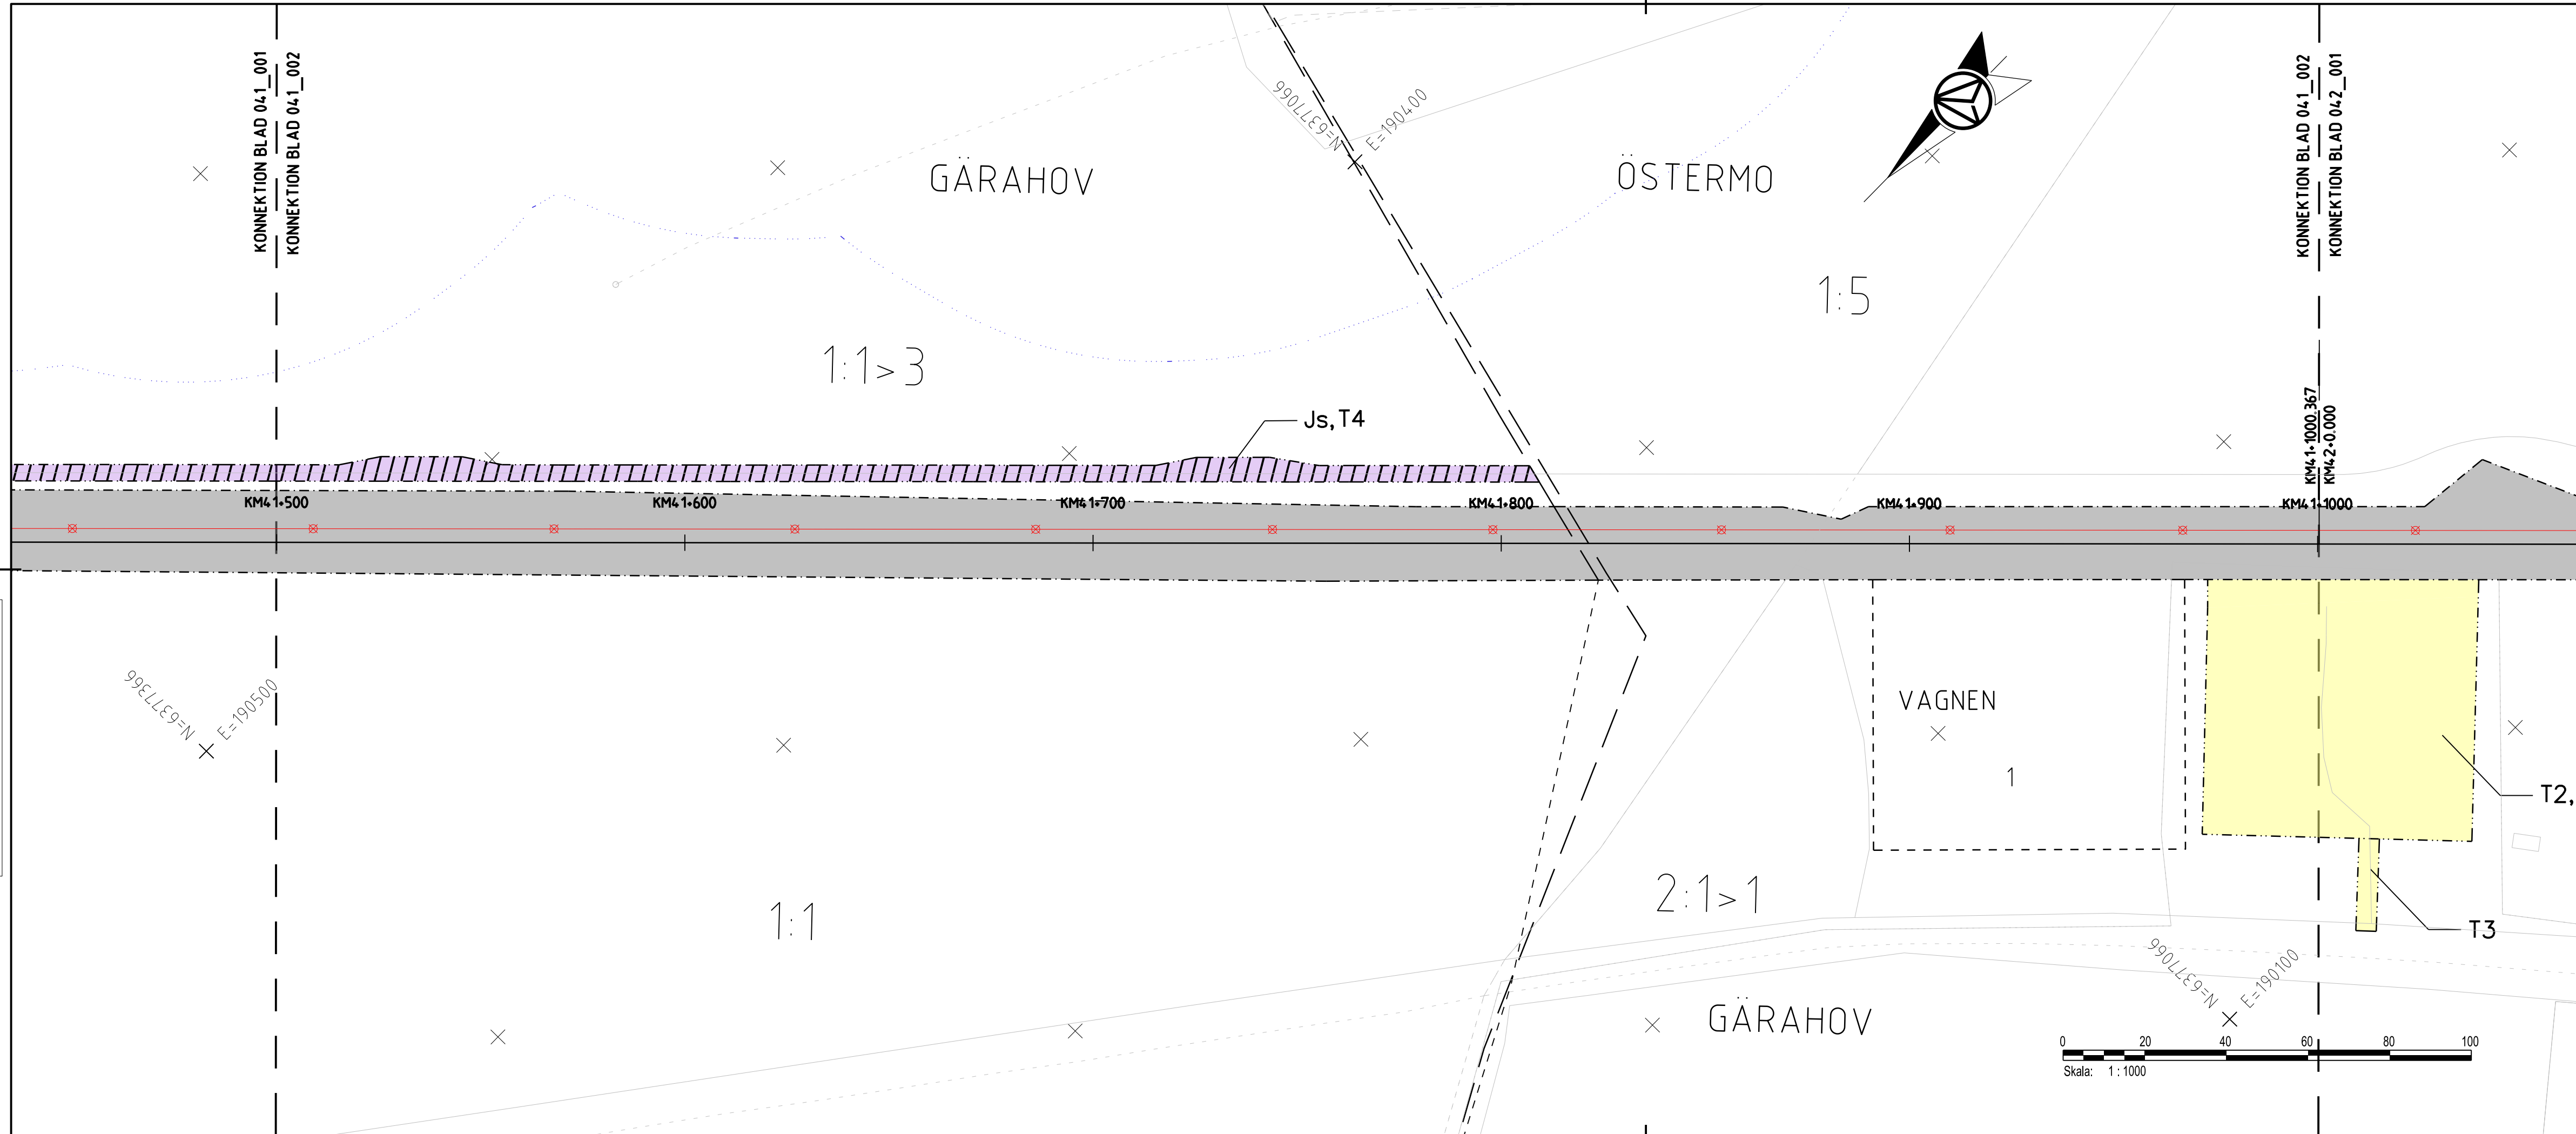 KONNEKTION BLAD 041_001
KONNEKTION BLAD 041_002
KONNEKTION BLAD 041_002
KONNEKTION BLAD 042_001
N=6377066
E=190400
GÄRAHOV
ÖSTERMO
1:5
1:1>3
Js,T4
KM41+1000.367
KM42+0.000
KM41+500
KM41+600
KM41+700
KM41+800
KM41+900
KM41+1000
N=6377366
E=190500
VAGNEN
1
T2,
1:1
2:1>1
T3
N=6377066
E=190100
GÄRAHOV
0 20 40 60 80 100
Skala: 1 : 1000